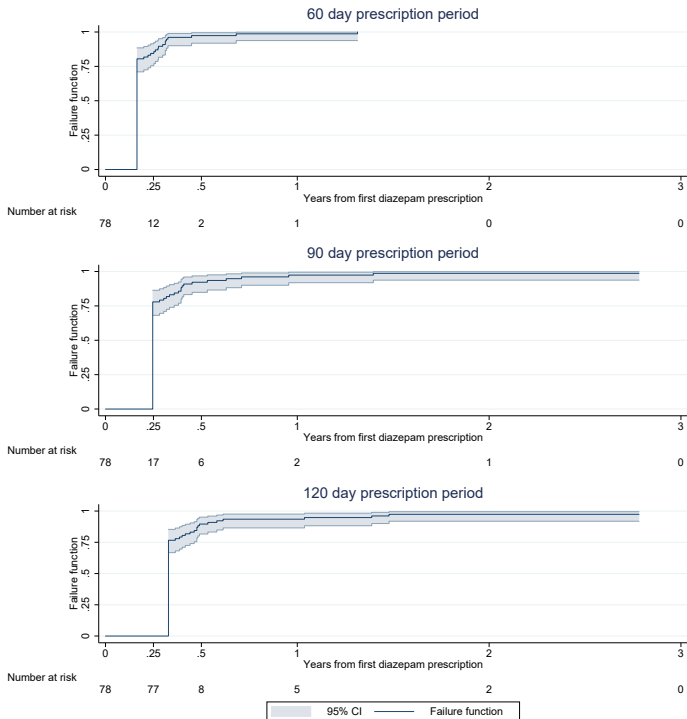 60 day prescription period
1
.75
.5
.25
0
Failure function
0 .25 .5 1 2 3
Years from first diazepam prescription
Number at risk
78 12 2 1 0 0
90 day prescription period
1
.75
.5
.25
0
Failure function
0 .25 .5 1 2 3
Years from first diazepam prescription
Number at risk
78 17 6 2 1 0
120 day prescription period
1
.75
.5
.25
0
Failure function
0 .25 .5 1 2 3
Years from first diazepam prescription
Number at risk
78 77 8 5 2 0
95% CI Failure function